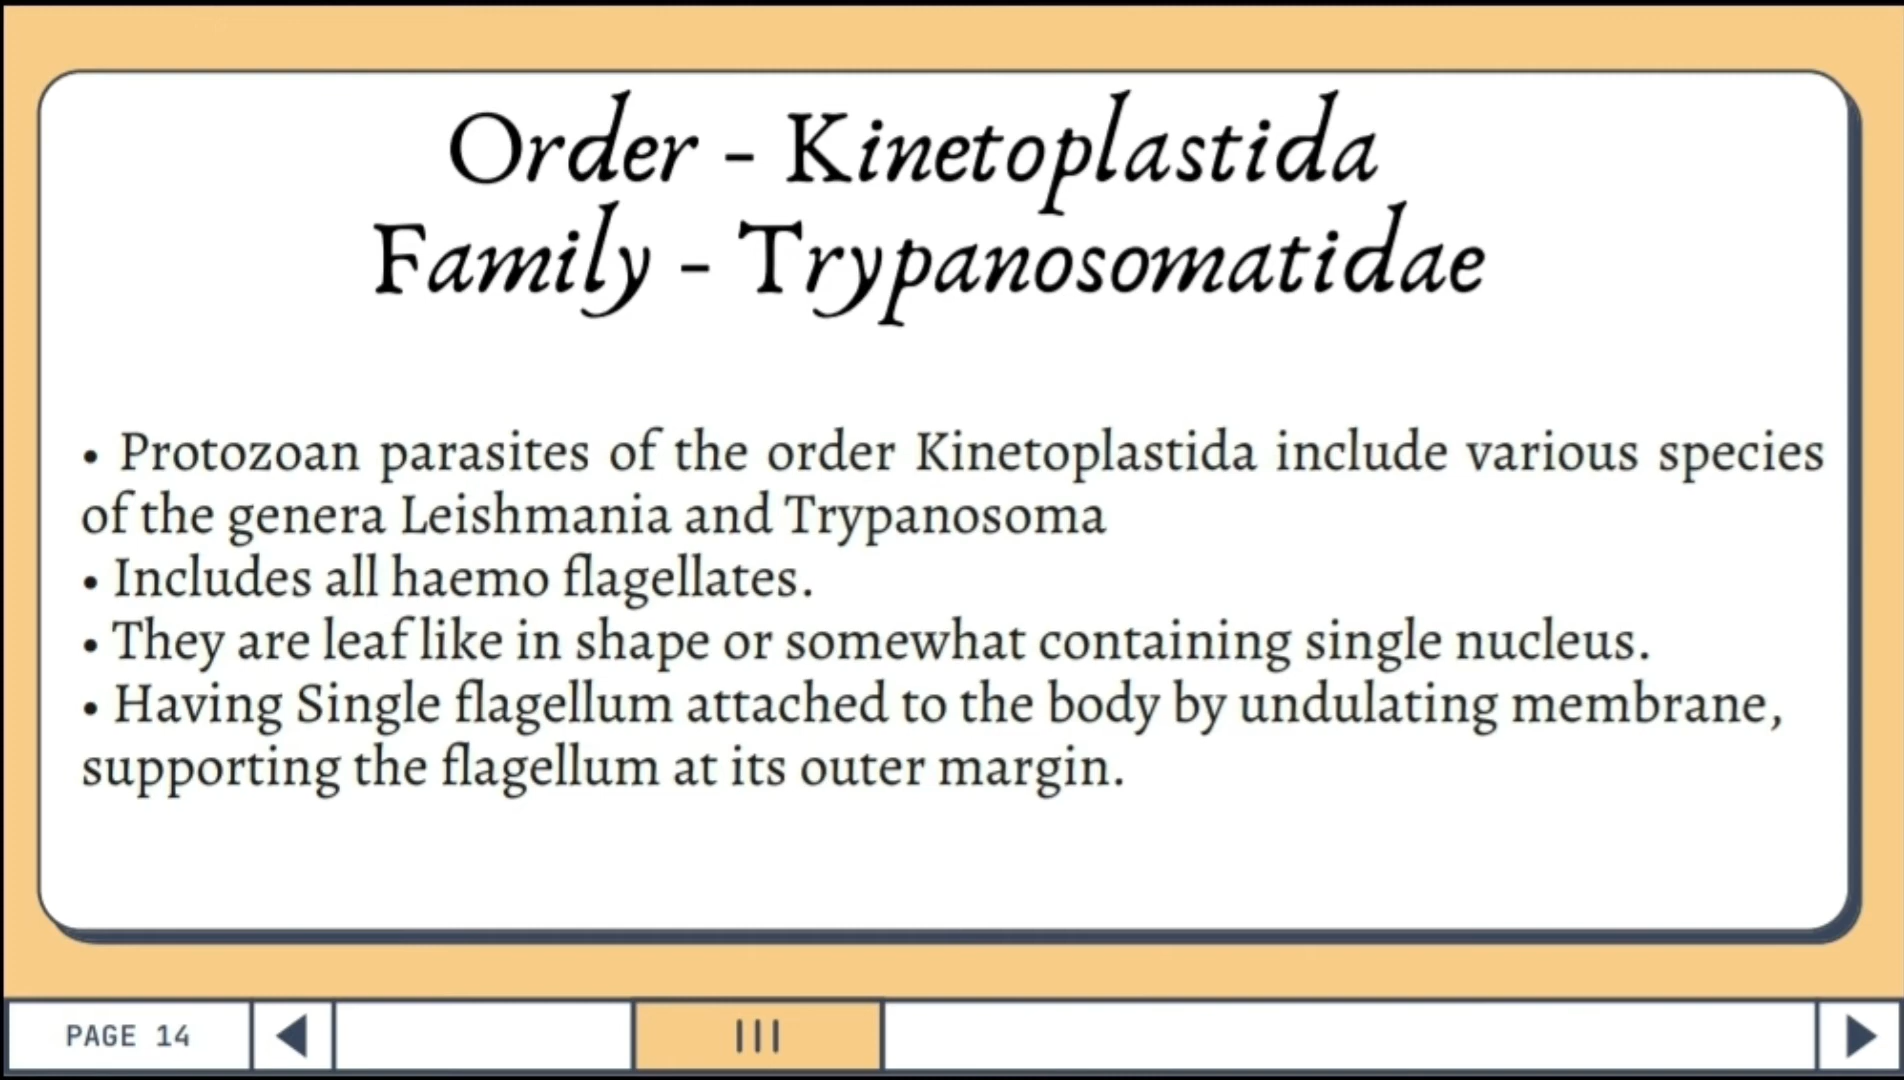 Order - Kinetoplastida
Family - Trypanosomatidae
• Protozoan parasites of the order Kinetoplastida include various species
of the genera Leishmania and Trypanosoma
• Includes all haemo flagellates.
• They are leaf like in shape or somewhat containing single nucleus.
• Having Single flagellum attached to the body by undulating membrane,
supporting the flagellum at its outer margin.
PAGE 14